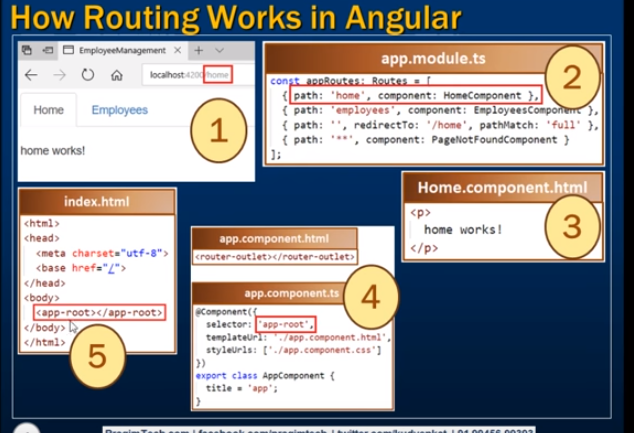 How Routing Works in Angular
EmployeeManagement
localhost:4200/home
Home
Employees
home works!
1
app.module.ts
const appRoutes: Routes = [
{ path: 'home', component: HomeComponent },
{ path: 'employees', component: EmployeesComponent },
{ path: '', redirectTo: '/home', pathMatch: 'full' },
{ path: '**', component: PageNotFoundComponent }
];
2
Home.component.html
<p>
home works!
</p>
3
app.component.html
<router-outlet></router-outlet>
app.component.ts
@Component({
selector: 'app-root',
templateUrl: './app.component.html',
styleUrls: ['./app.component.css']
})
export class AppComponent {
title = 'app';
}
4
index.html
<html>
<head>
<meta charset="utf-8">
<base href="/">
</head>
<body>
<app-root></app-root>
</body>
</html>
5